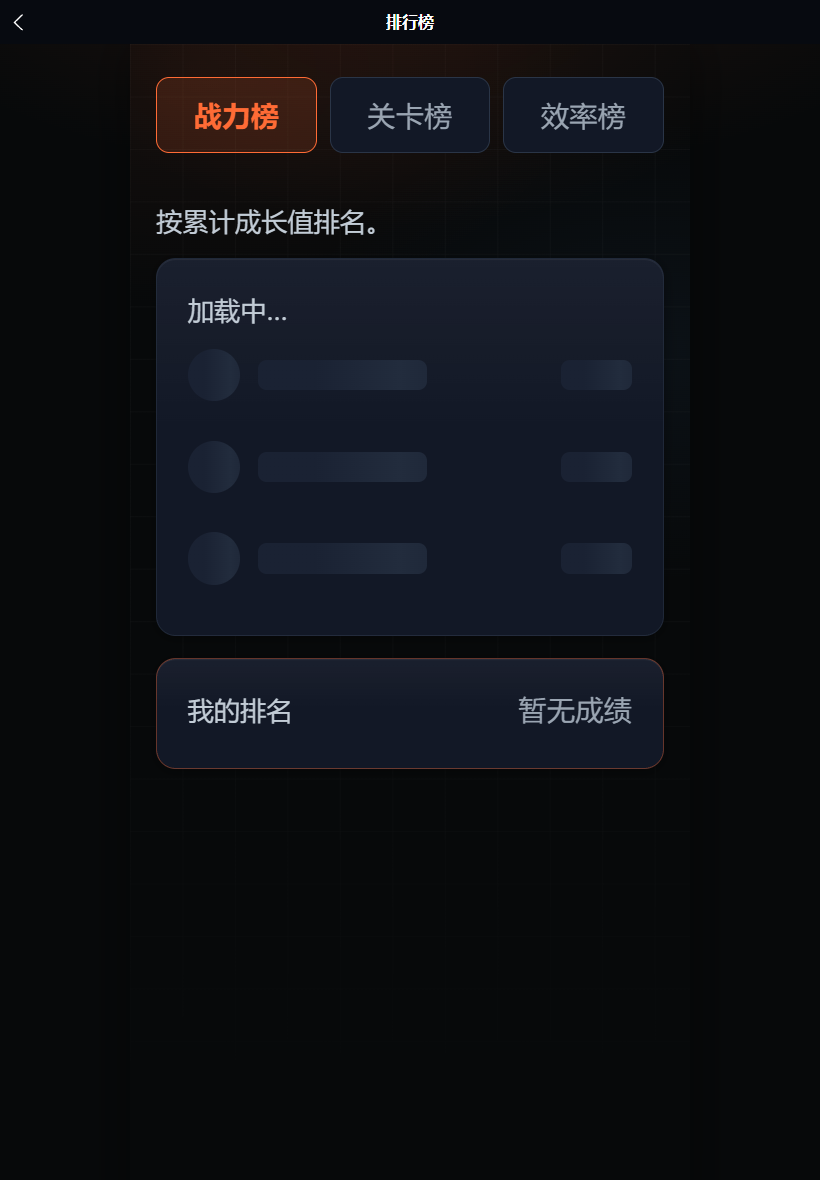 排行榜
战力榜 关卡榜 效率榜
按累计成长值排名。
加载中...
我的排名 暂无成绩